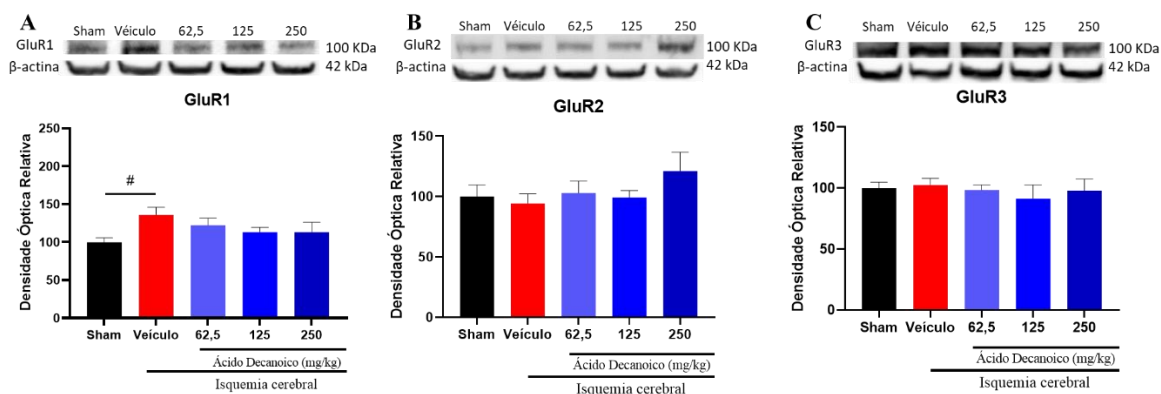 A
Sham Véiculo 62,5 125 250
GluR1 100 KDa
β-actina 42 kDa
GluR1
Densidade Óptica Relativa
250
200
150
100
50
0
#
Sham Veículo 62,5 125 250
Ácido Decanoico (mg/kg)
Isquemia cerebral
B
Sham Véiculo 62,5 125 250
GluR2 100 KDa
β-actina 42 kDa
GluR2
Densidade Óptica Relativa
150
100
50
0
Sham Veículo 62,5 125 250
Ácido Decanoico (mg/kg)
Isquemia cerebral
C
Sham Veículo 62,5 125 250
GluR3 100 KDa
β-actina 42 kDa
GluR3
Densidade Óptica Relativa
150
100
50
0
Sham Veículo 62,5 125 250
Ácido Decanoico (mg/kg)
Isquemia cerebral